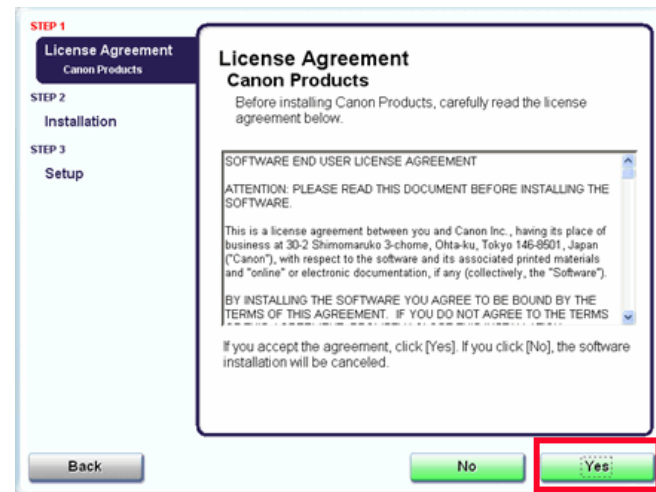 STEP 1
License Agreement
Canon Products
STEP 2
Installation
STEP 3
Setup
License Agreement
Canon Products
Before installing Canon Products, carefully read the license
agreement below.
SOFTWARE END USER LICENSE AGREEMENT
ATTENTION: PLEASE READ THIS DOCUMENT BEFORE INSTALLING THE
SOFTWARE.
This is a license agreement between you and Canon Inc., having its place of
business at 30-2 Shimomaruko 3-chome, Ohta-ku, Tokyo 146-8501, Japan
("Canon"), with respect to the software and its associated printed materials
and "online" or electronic documentation, if any (collectively, the "Software").
BY INSTALLING THE SOFTWARE YOU AGREE TO BE BOUND BY THE
TERMS OF THIS AGREEMENT. IF YOU DO NOT AGREE TO THE TERMS
If you accept the agreement, click [Yes]. If you click [No], the software
installation will be canceled.
Back
No
Yes